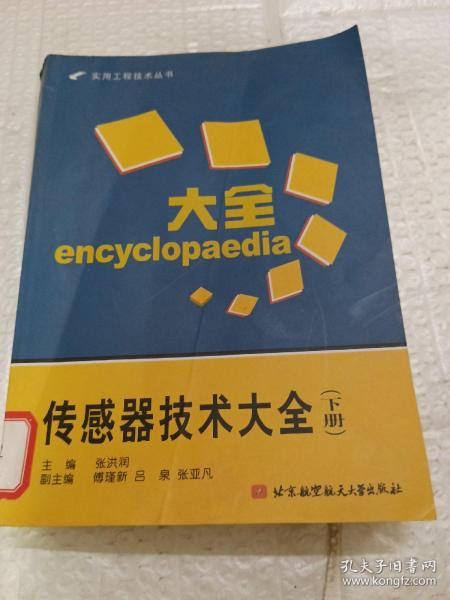 实用工程技术丛书
大全
encyclopaedia
传感器技术大全(下册)
主编 张洪润
副主编 傅瑾新 吕泉 张亚凡
北京航空航天大学出版社
孔夫子旧书网
www.kongfz.com